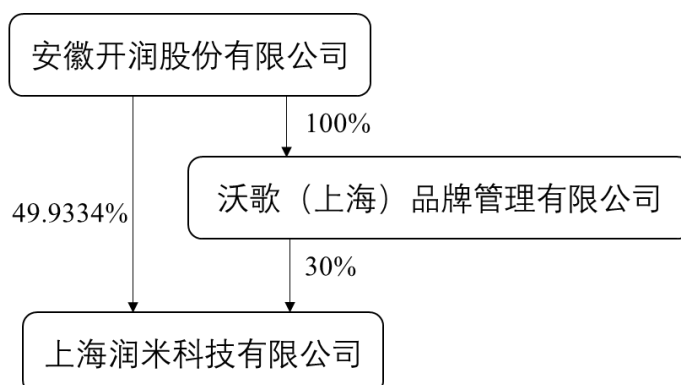 安徽开润股份有限公司
100%
沃歌（上海）品牌管理有限公司
49.9334%
30%
上海润米科技有限公司